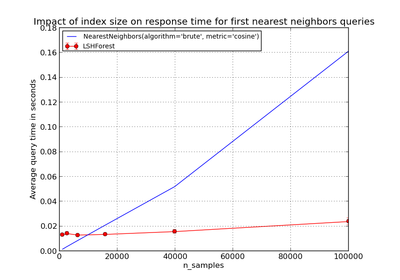 Impact of index size on response time for first nearest neighbors queries
0.18
NearestNeighbors(algorithm='brute', metric='cosine')
LSHForest
0.16
0.14
0.12
0.10
0.08
0.06
0.04
0.02
0.00
Average query time in seconds
0 20000 40000 60000 80000 100000
n_samples